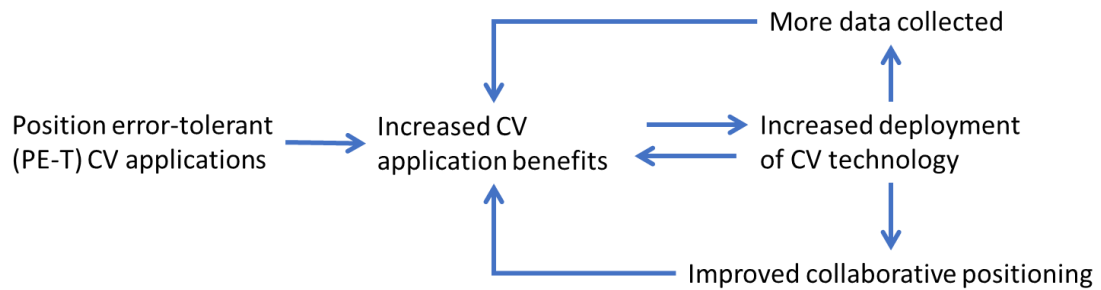 More data collected
Position error-tolerant
(PE-T) CV applications
Increased CV
application benefits
Increased deployment
of CV technology
Improved collaborative positioning